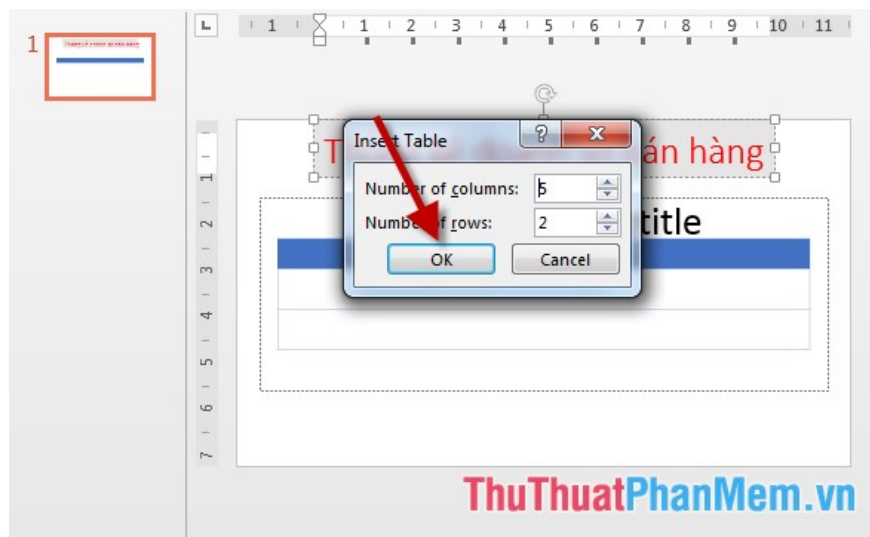 1
1 1 2 3 4 5 6 7 8 9 10 11
Insert Table
án hàng
Number of columns: 5
title
Number of rows: 2
OK Cancel
1 2 3 4 5 6 7
ThuThuatPhanMem.vn